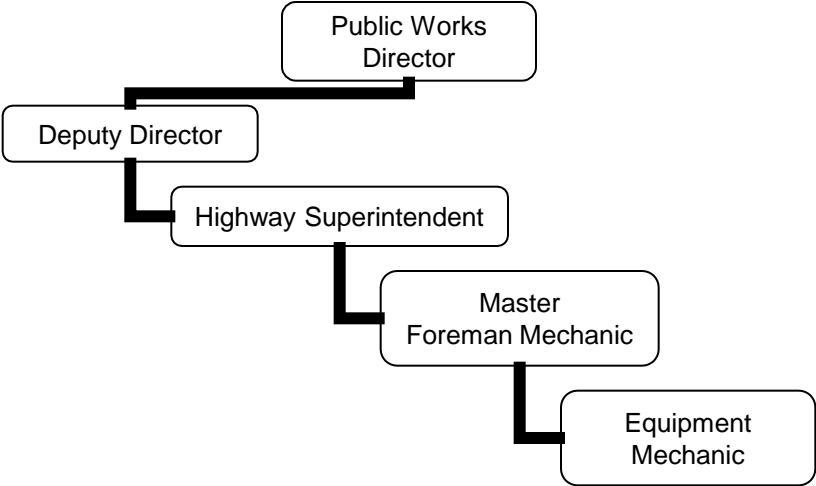 Public Works
Director
Deputy Director
Highway Superintendent
Master
Foreman Mechanic
Equipment
Mechanic